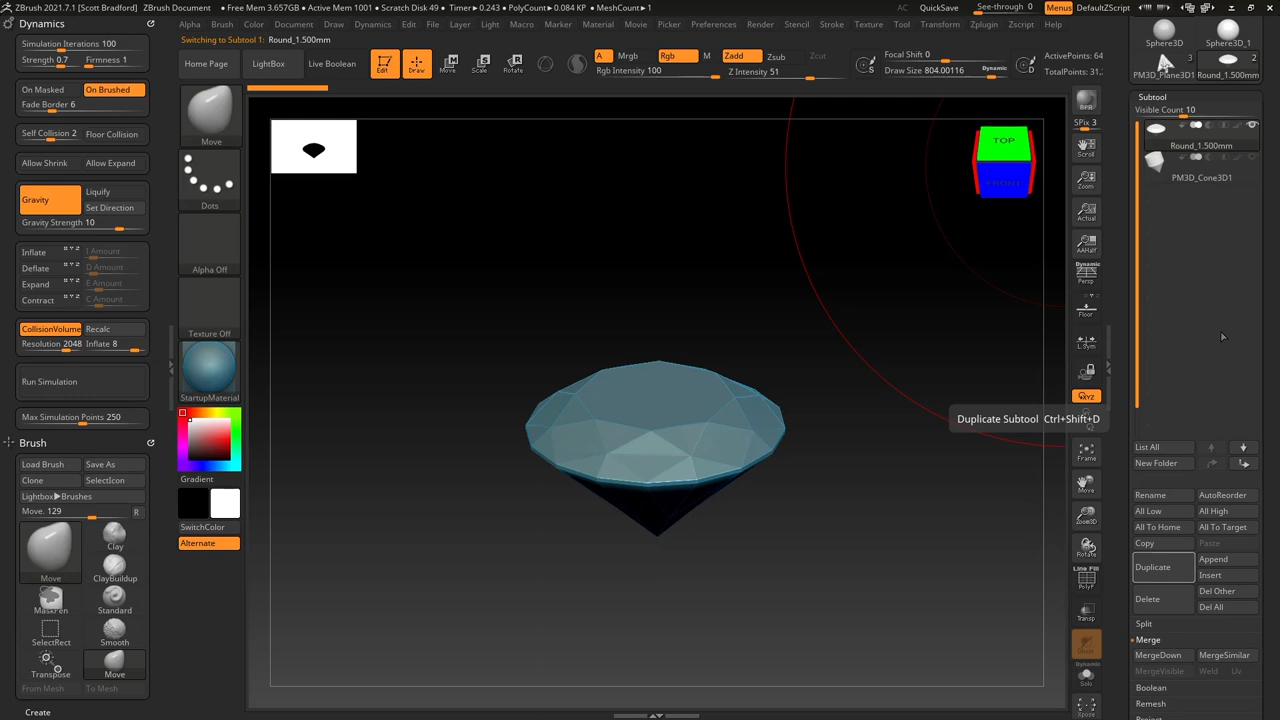 ZBrush 2021.7.1 [Scott Bradford]
ZBrush Document
• Free Mem 3.657GB • Active Mem 1001 • Scratch Disk 49 • Timer▶0.243 • PolyCount▶0.084 KP • MeshCount▶1
AC
QuickSave
See-through 0
Menus
DefaultZScript
Alpha
Brush
Color
Document
Draw
Dynamics
Edit
File
Layer
Light
Macro
Marker
Material
Movie
Picker
Preferences
Render
Stencil
Stroke
Texture
Tool
Transform
Zplugin
Zscript
Help
Dynamics
Simulation Iterations 100
Strength 0.7
Firmness 1
On Masked
On Brushed
Fade Border 6
Self Collision 2
Floor Collision
Allow Shrink
Allow Expand
Gravity
Liquify
Set Direction
Gravity Strength 10
Inflate
I Amount
Deflate
D Amount
Expand
E Amount
Contract
C Amount
CollisionVolume
Recalc
Resolution 2048
Inflate 8
Run Simulation
Max Simulation Points 250
Brush
Load Brush
Save As
Clone
SelectIcon
Lightbox▶Brushes
Move. 129
R
Move
Clay
ClayBuildup
MaskPen
Standard
SelectRect
Smooth
Transpose
Move
From Mesh
To Mesh
Create
Switching to Subtool 1: Round_1.500mm
Home Page
LightBox
Live Boolean
Edit
Draw
Move
Scale
Rotate
A
Mrgb
Rgb
M
Rgb Intensity 100
Zadd
Zsub
Zcut
Z Intensity 51
S
Focal Shift 0
Draw Size 804.00116
Dynamic
D
ActivePoints: 64
TotalPoints: 31,
Move
Dots
Alpha Off
Texture Off
StartupMaterial
Gradient
SwitchColor
Alternate
TOP
FRONT
Duplicate Subtool Ctrl+Shift+D
BPR
SPix 3
Scroll
Zoom
Actual
AAHalf
Dynamic
Persp
Floor
L.Sym
XYZ
Frame
Move
Zoom3D
Rotate
Line Fill
PolyF
Transp
Ghost
Dynamic
Solo
Xpose
Sphere3D
Sphere3D_1
3
2
PM3D_Plane3D1
Round_1.500mm
Subtool
Visible Count 10
Round_1.500mm
PM3D_Cone3D1
List All
New Folder
Rename
AutoReorder
All Low
All High
All To Home
All To Target
Copy
Paste
Duplicate
Append
Insert
Delete
Del Other
Del All
Split
Merge
MergeDown
MergeSimilar
MergeVisible
Weld
Uv
Boolean
Remesh
Project